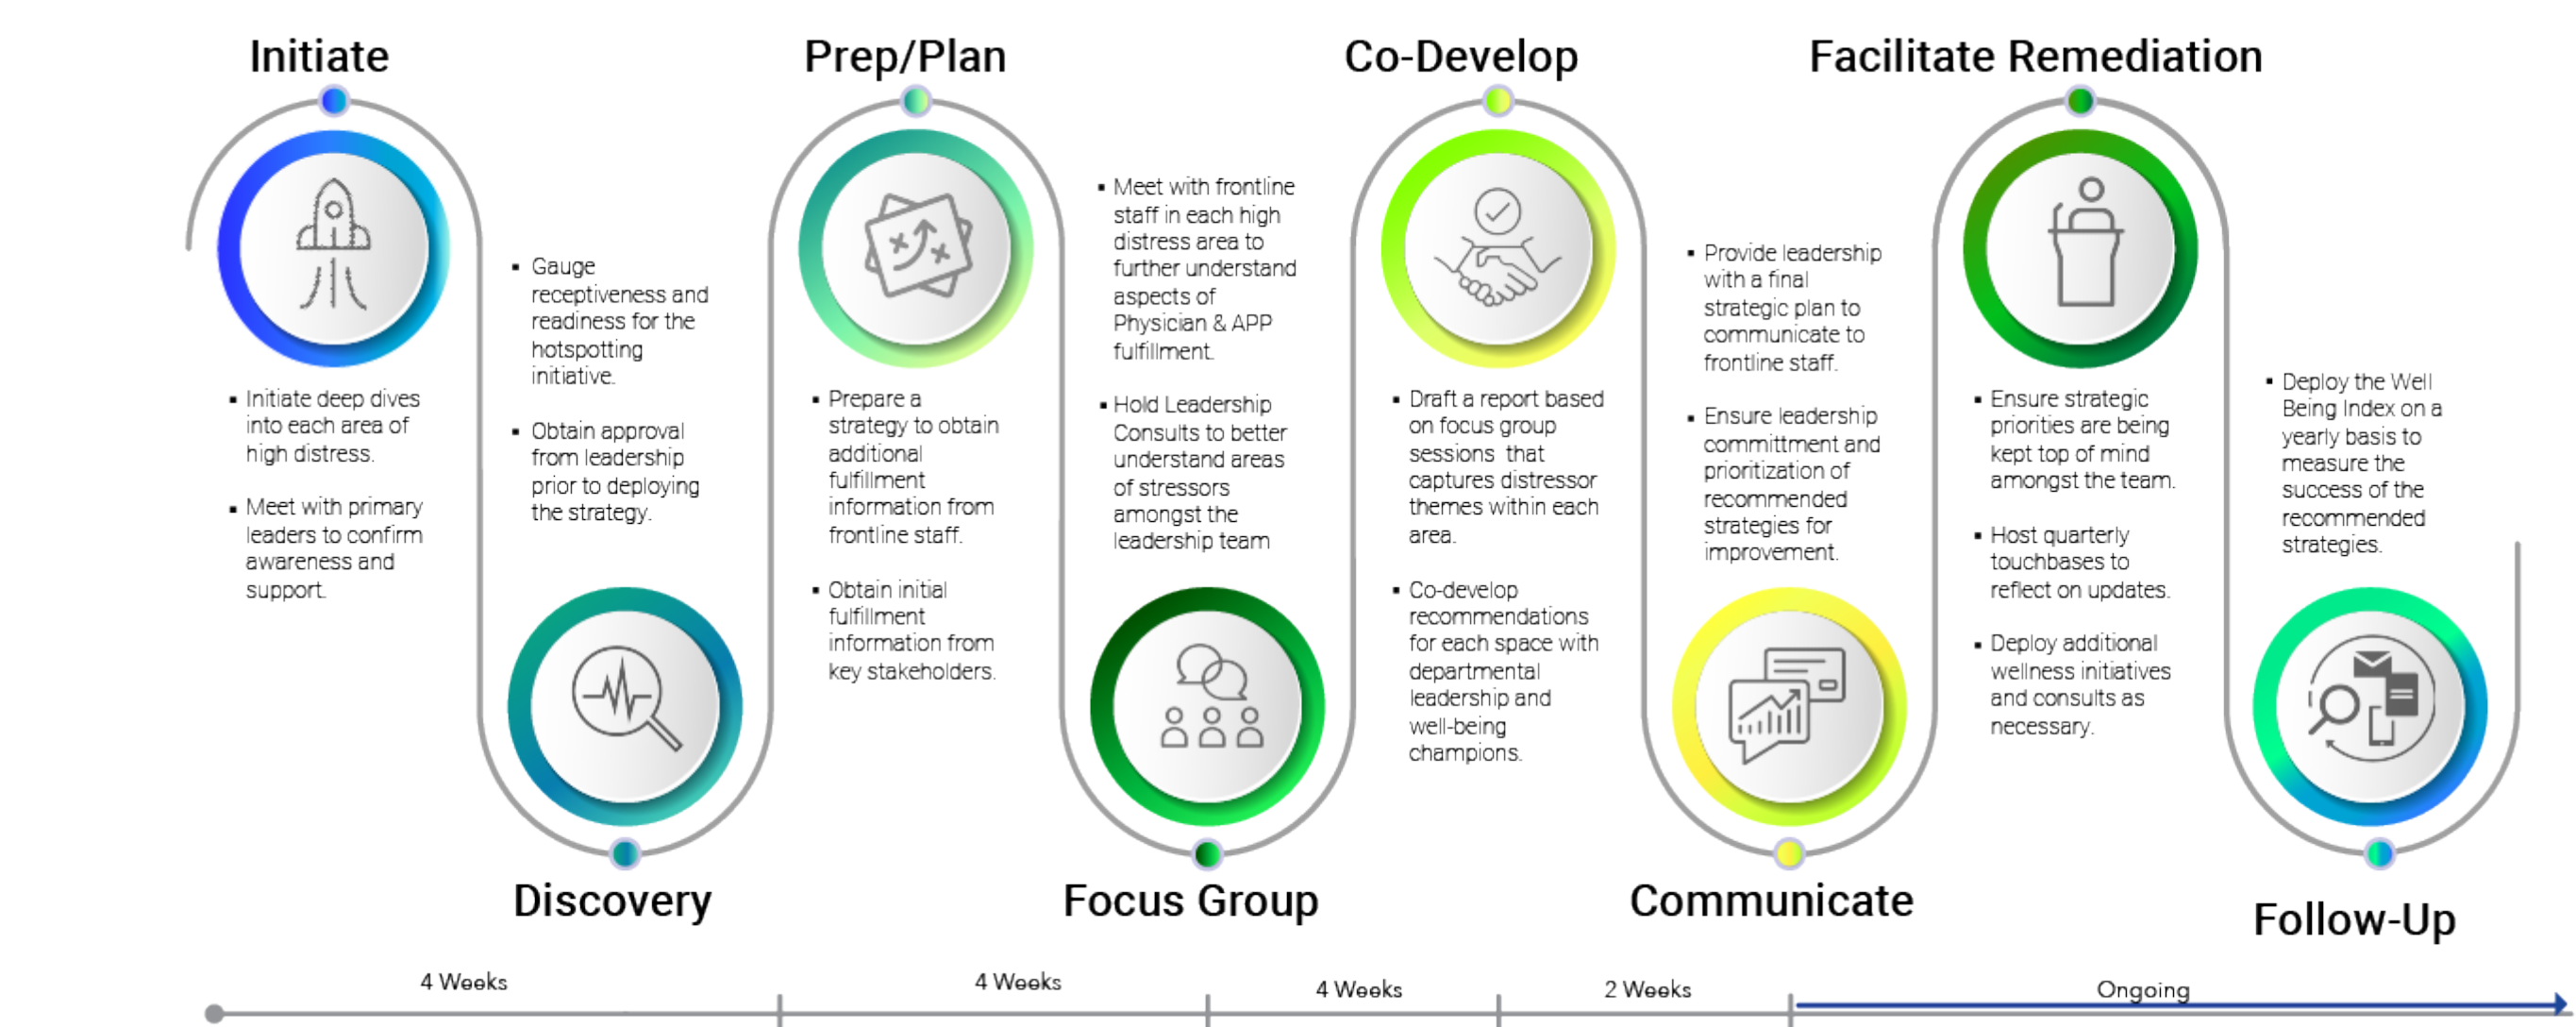 Initiate
▪ Initiate deep dives
into each area of
high distress.
▪ Meet with primary
leaders to confirm
awareness and
support.
▪ Gauge
receptiveness and
readiness for the
hotspotting
initiative.
▪ Obtain approval
from leadership
prior to deploying
the strategy.
Discovery
Prep/Plan
▪ Prepare a
strategy to obtain
additional
fulfillment
information from
frontline staff.
▪ Obtain initial
fulfillment
information from
key stakeholders.
▪ Meet with frontline
staff in each high
distress area to
further understand
aspects of
Physician & APP
fulfillment.
▪ Hold Leadership
Consults to better
understand areas
of stressors
amongst the
leadership team
Focus Group
Co-Develop
▪ Draft a report based
on focus group
sessions that
captures distressor
themes within each
area.
▪ Co-develop
recommendations
for each space with
departmental
leadership and
well-being
champions.
▪ Provide leadership
with a final
strategic plan to
communicate to
frontline staff.
▪ Ensure leadership
committment and
prioritization of
recommended
strategies for
improvement.
Communicate
Facilitate Remediation
▪ Ensure strategic
priorities are being
kept top of mind
amongst the team.
▪ Host quarterly
touchbases to
reflect on updates.
▪ Deploy additional
wellness initiatives
and consults as
necessary.
▪ Deploy the Well
Being Index on a
yearly basis to
measure the
success of the
recommended
strategies.
Follow-Up
4 Weeks
4 Weeks
4 Weeks
2 Weeks
Ongoing